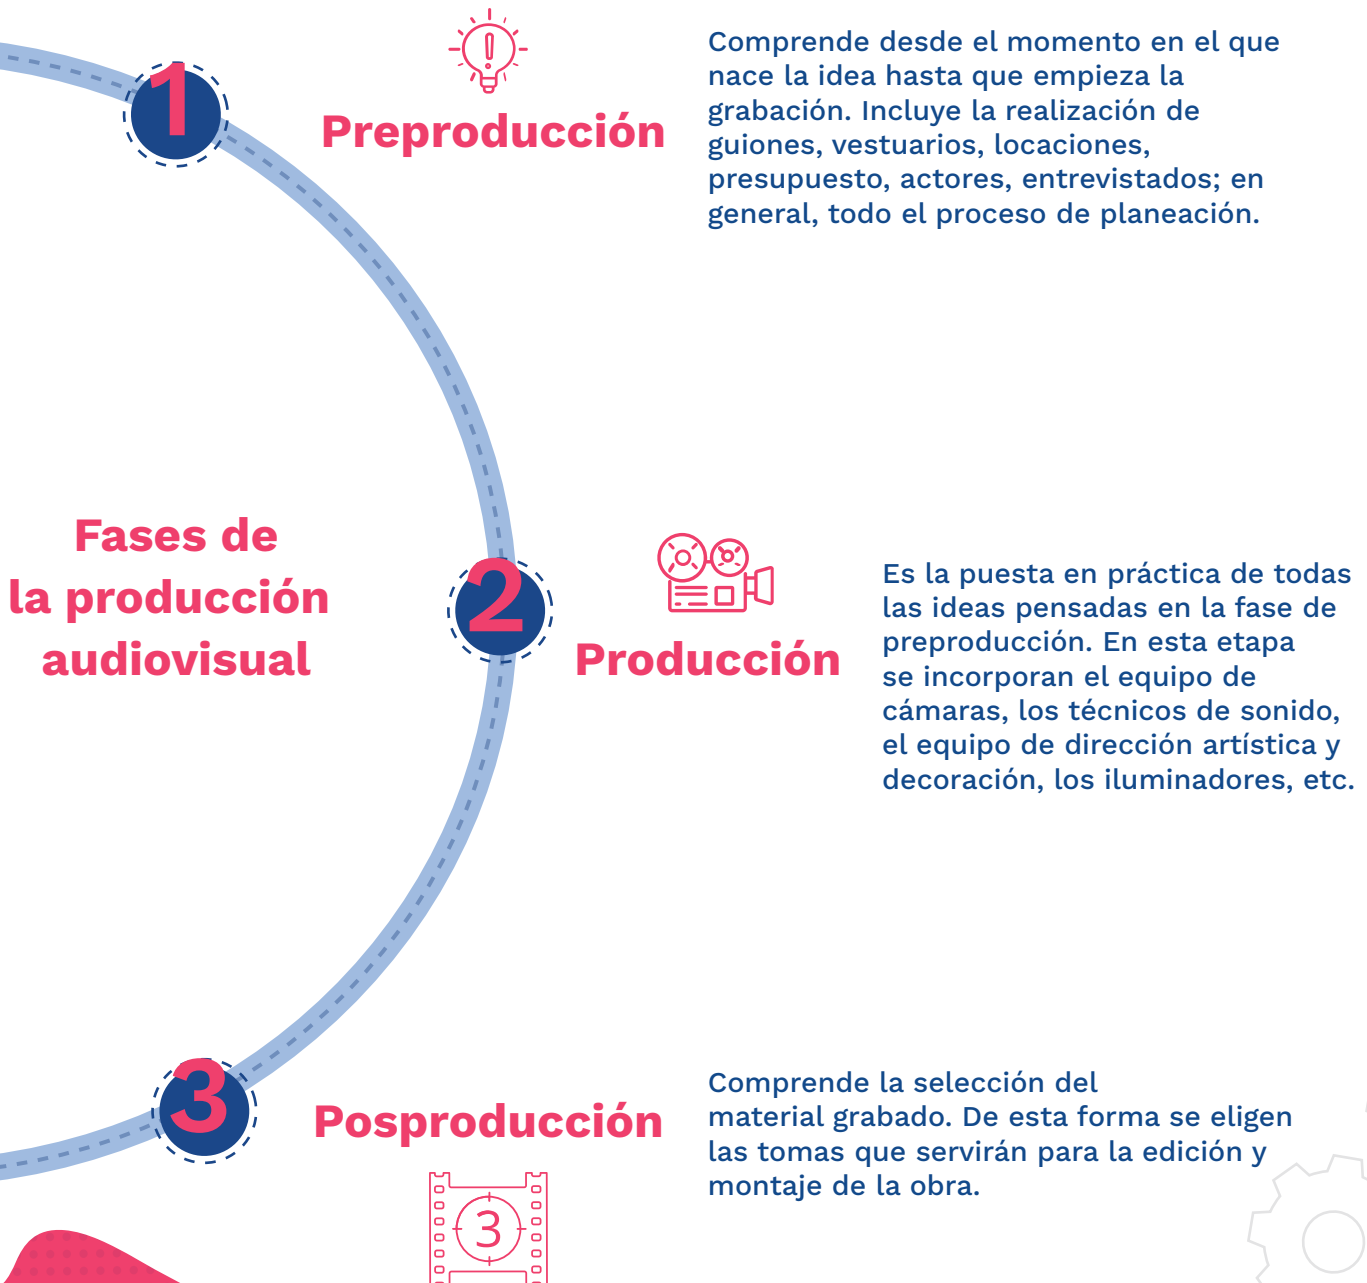 1
Preproducción
Comprende desde el momento en el que
nace la idea hasta que empieza la
grabación. Incluye la realización de
guiones, vestuarios, locaciones,
presupuesto, actores, entrevistados; en
general, todo el proceso de planeación.
Fases de
la producción
audiovisual
2
Producción
Es la puesta en práctica de todas
las ideas pensadas en la fase de
preproducción. En esta etapa
se incorporan el equipo de
cámaras, los técnicos de sonido,
el equipo de dirección artística y
decoración, los iluminadores, etc.
3
Posproducción
Comprende la selección del
material grabado. De esta forma se eligen
las tomas que servirán para la edición y
montaje de la obra.
3